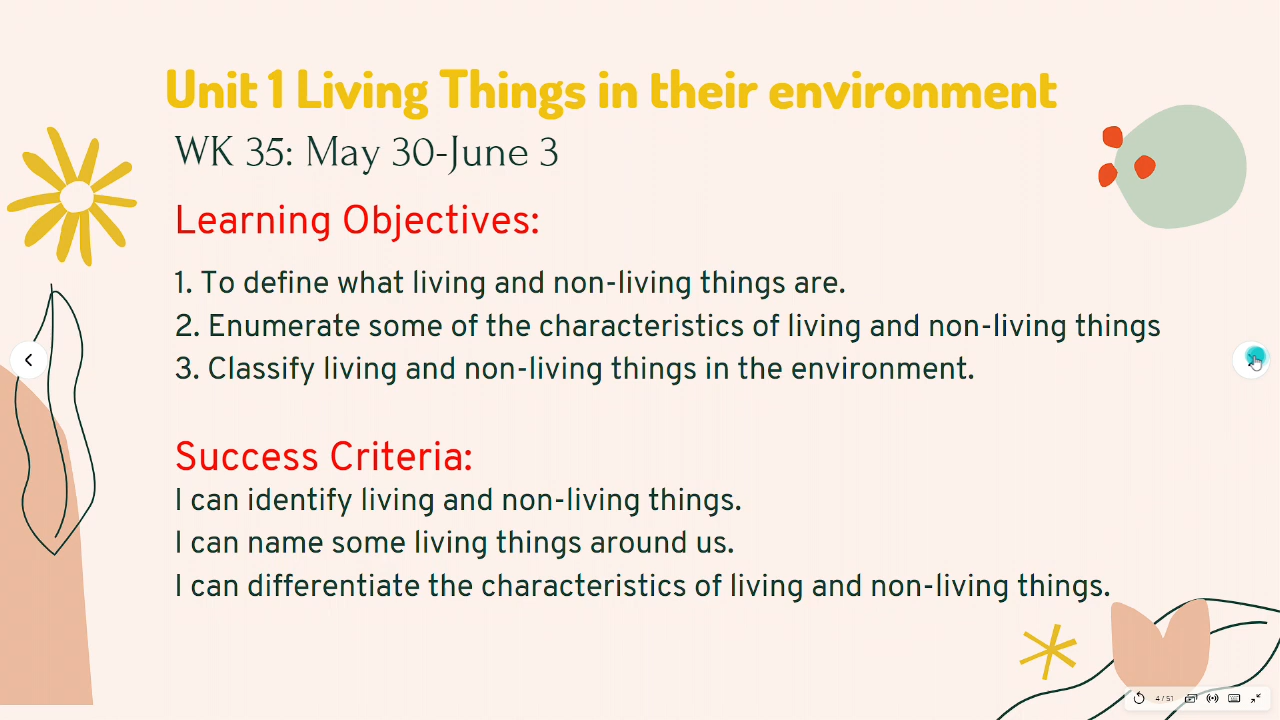 Unit 1 Living Things in their environment
WK 35: May 30-June 3
Learning Objectives:
1. To define what living and non-living things are.
2. Enumerate some of the characteristics of living and non-living things
3. Classify living and non-living things in the environment.
Success Criteria:
I can identify living and non-living things.
I can name some living things around us.
I can differentiate the characteristics of living and non-living things.
4 / 51